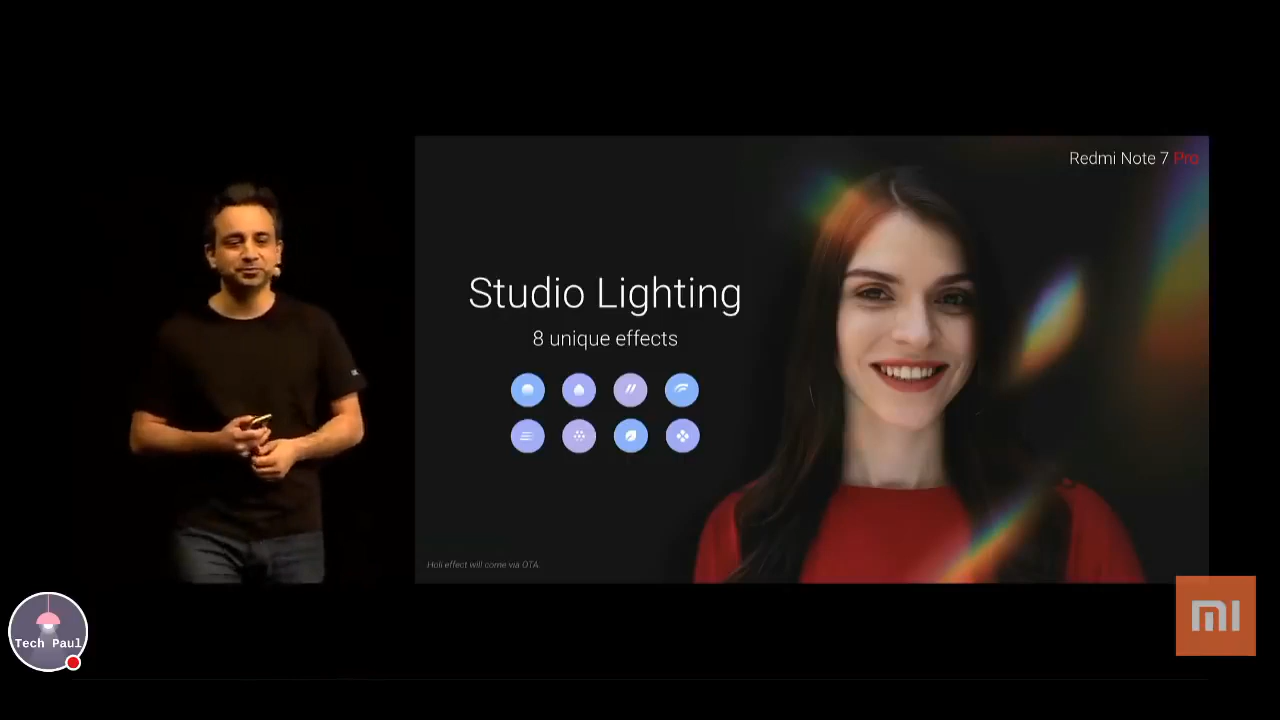 Redmi Note 7 Pro
Studio Lighting
8 unique effects
Holi effect will come via OTA.
Tech Paul
mi